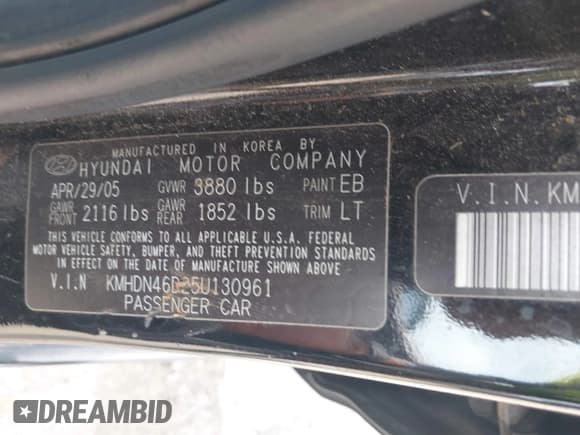 MANUFACTURED IN KOREA BY
HYUNDAI MOTOR COMPANY
APR/29/05 GVWR 3880 lbs PAINT EB
GAWR FRONT 2116 lbs GAWR REAR 1852 lbs TRIM LT
THIS VEHICLE CONFORMS TO ALL APPLICABLE U.S.A. FEDERAL
MOTOR VEHICLE SAFETY, BUMPER, AND THEFT PREVENTION STANDARDS
IN EFFECT ON THE DATE OF MANUFACTURE SHOWN ABOVE.
V.I.N KMHDN46D25U130961
PASSENGER CAR
V.I.N.KM
DREAMBID